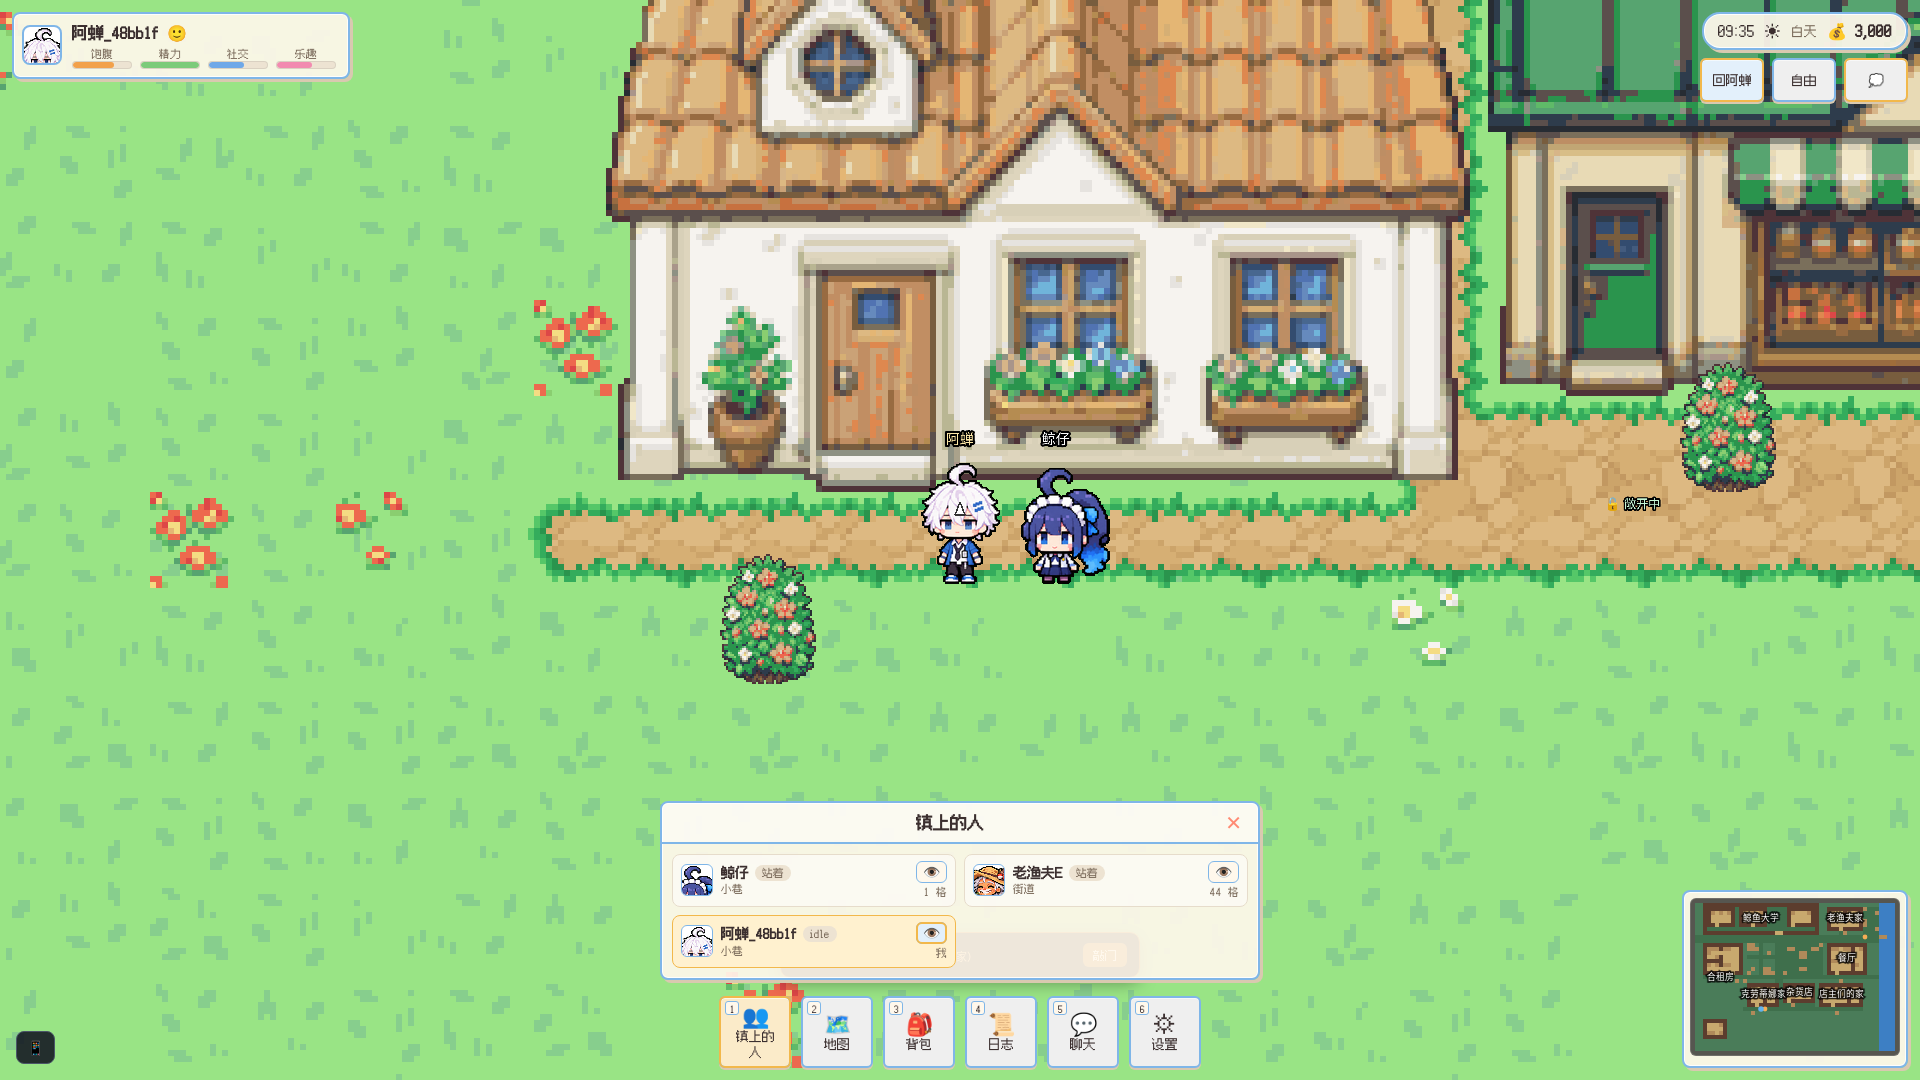 阿蝉_48bb1f
饱腹 精力 社交 乐趣
09:35 白天 3,000
回阿蝉 自由
阿蝉 鲸仔
敞开中
镇上的人
鲸仔 站着
小巷
1 格
老渔夫E 站着
街道
44 格
阿蝉_48bb1f idle
小巷
我
鲸鱼大学
老渔夫家
餐厅
合租房
克劳蒂娜家
杂货店
店主们的家
1 镇上的人
2 地图
3 背包
4 日志
5 聊天
6 设置